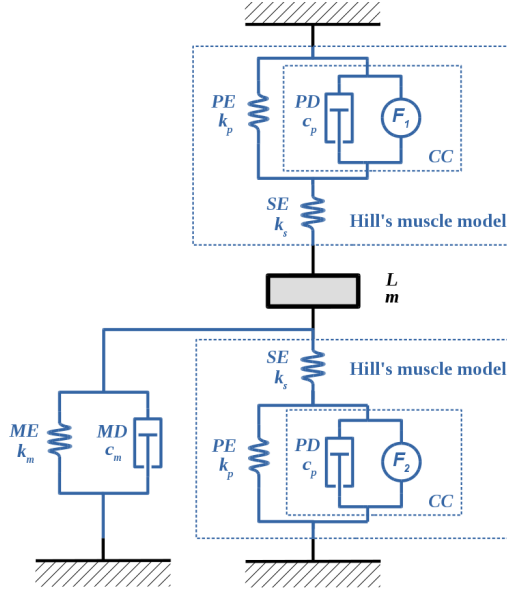 PE
k_p
PD
c_p
F_1
CC
SE
k_s
Hill's muscle model
L
m
SE
k_s
Hill's muscle model
ME
k_m
MD
c_m
PE
k_p
PD
c_p
F_2
CC